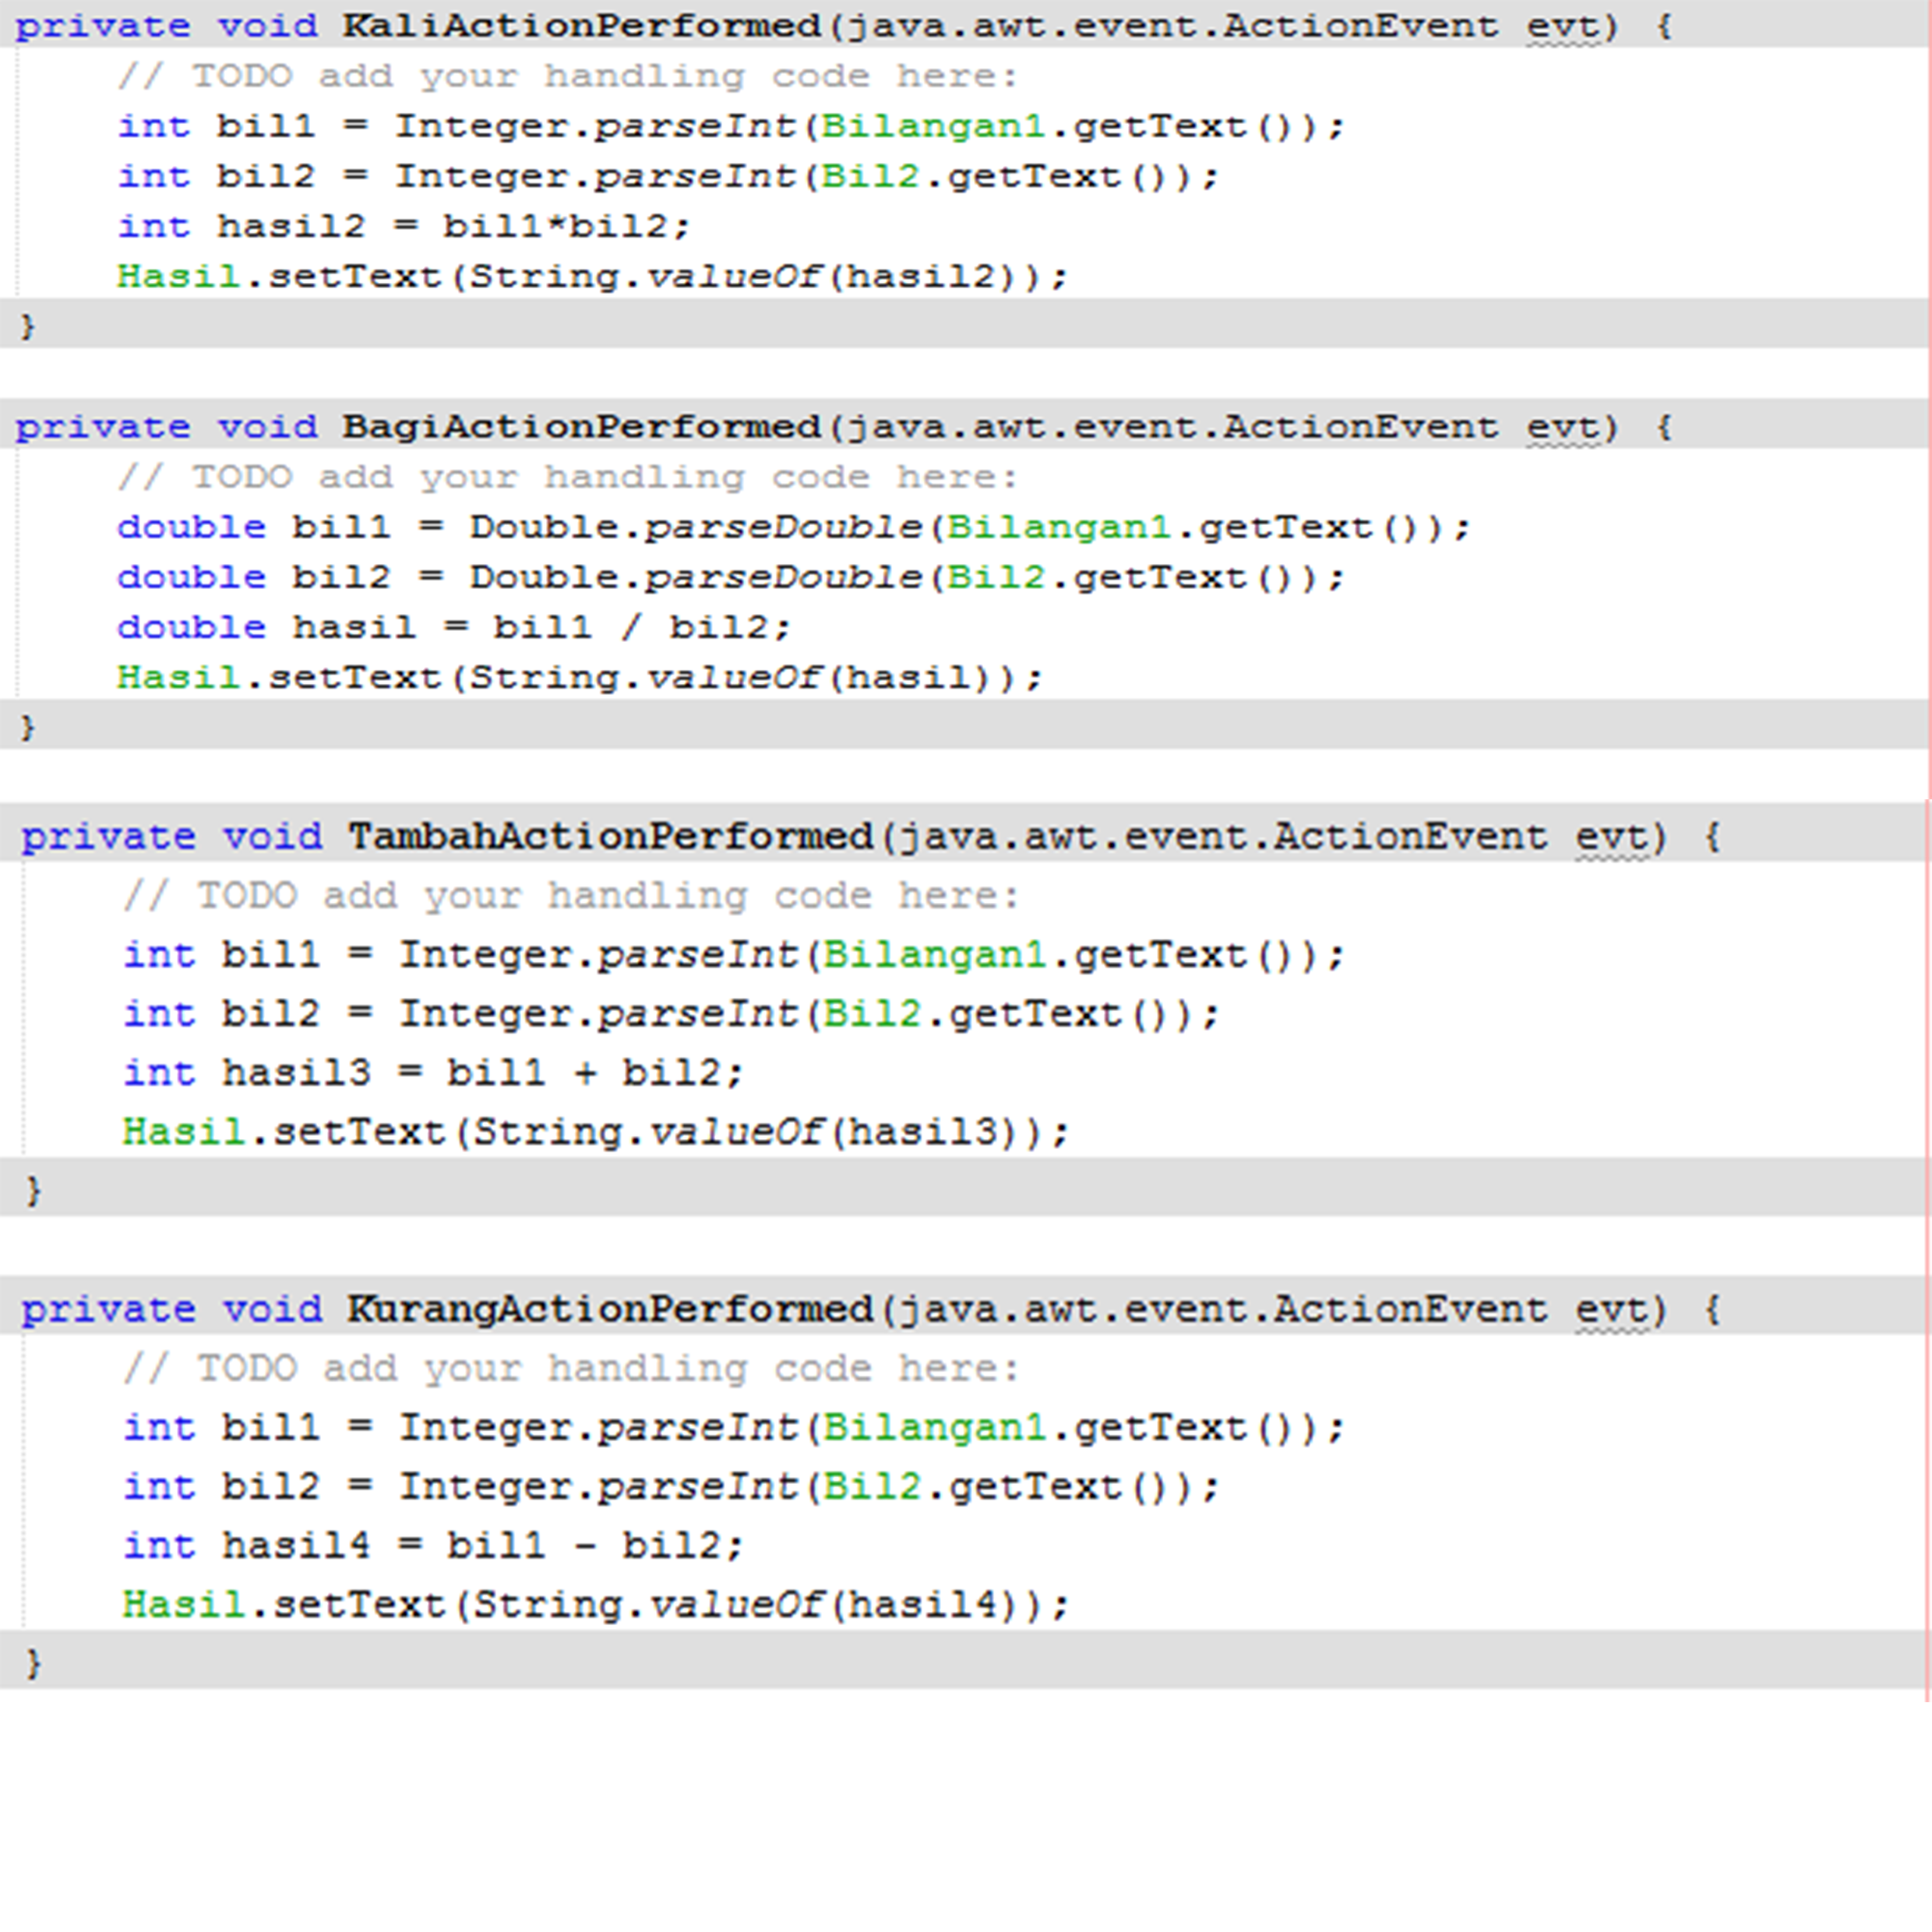 private void KaliActionPerformed(java.awt.event.ActionEvent evt) {
// TODO add your handling code here:
int bil1 = Integer.parseInt(Bilangan1.getText());
int bil2 = Integer.parseInt(Bil2.getText());
int hasil2 = bil1*bil2;
Hasil.setText(String.valueOf(hasil2));
}
private void BagiActionPerformed(java.awt.event.ActionEvent evt) {
// TODO add your handling code here:
double bil1 = Double.parseDouble(Bilangan1.getText());
double bil2 = Double.parseDouble(Bil2.getText());
double hasil = bil1 / bil2;
Hasil.setText(String.valueOf(hasil));
}
private void TambahActionPerformed(java.awt.event.ActionEvent evt) {
// TODO add your handling code here:
int bil1 = Integer.parseInt(Bilangan1.getText());
int bil2 = Integer.parseInt(Bil2.getText());
int hasil3 = bil1 + bil2;
Hasil.setText(String.valueOf(hasil3));
}
private void KurangActionPerformed(java.awt.event.ActionEvent evt) {
// TODO add your handling code here:
int bil1 = Integer.parseInt(Bilangan1.getText());
int bil2 = Integer.parseInt(Bil2.getText());
int hasil4 = bil1 - bil2;
Hasil.setText(String.valueOf(hasil4));
}